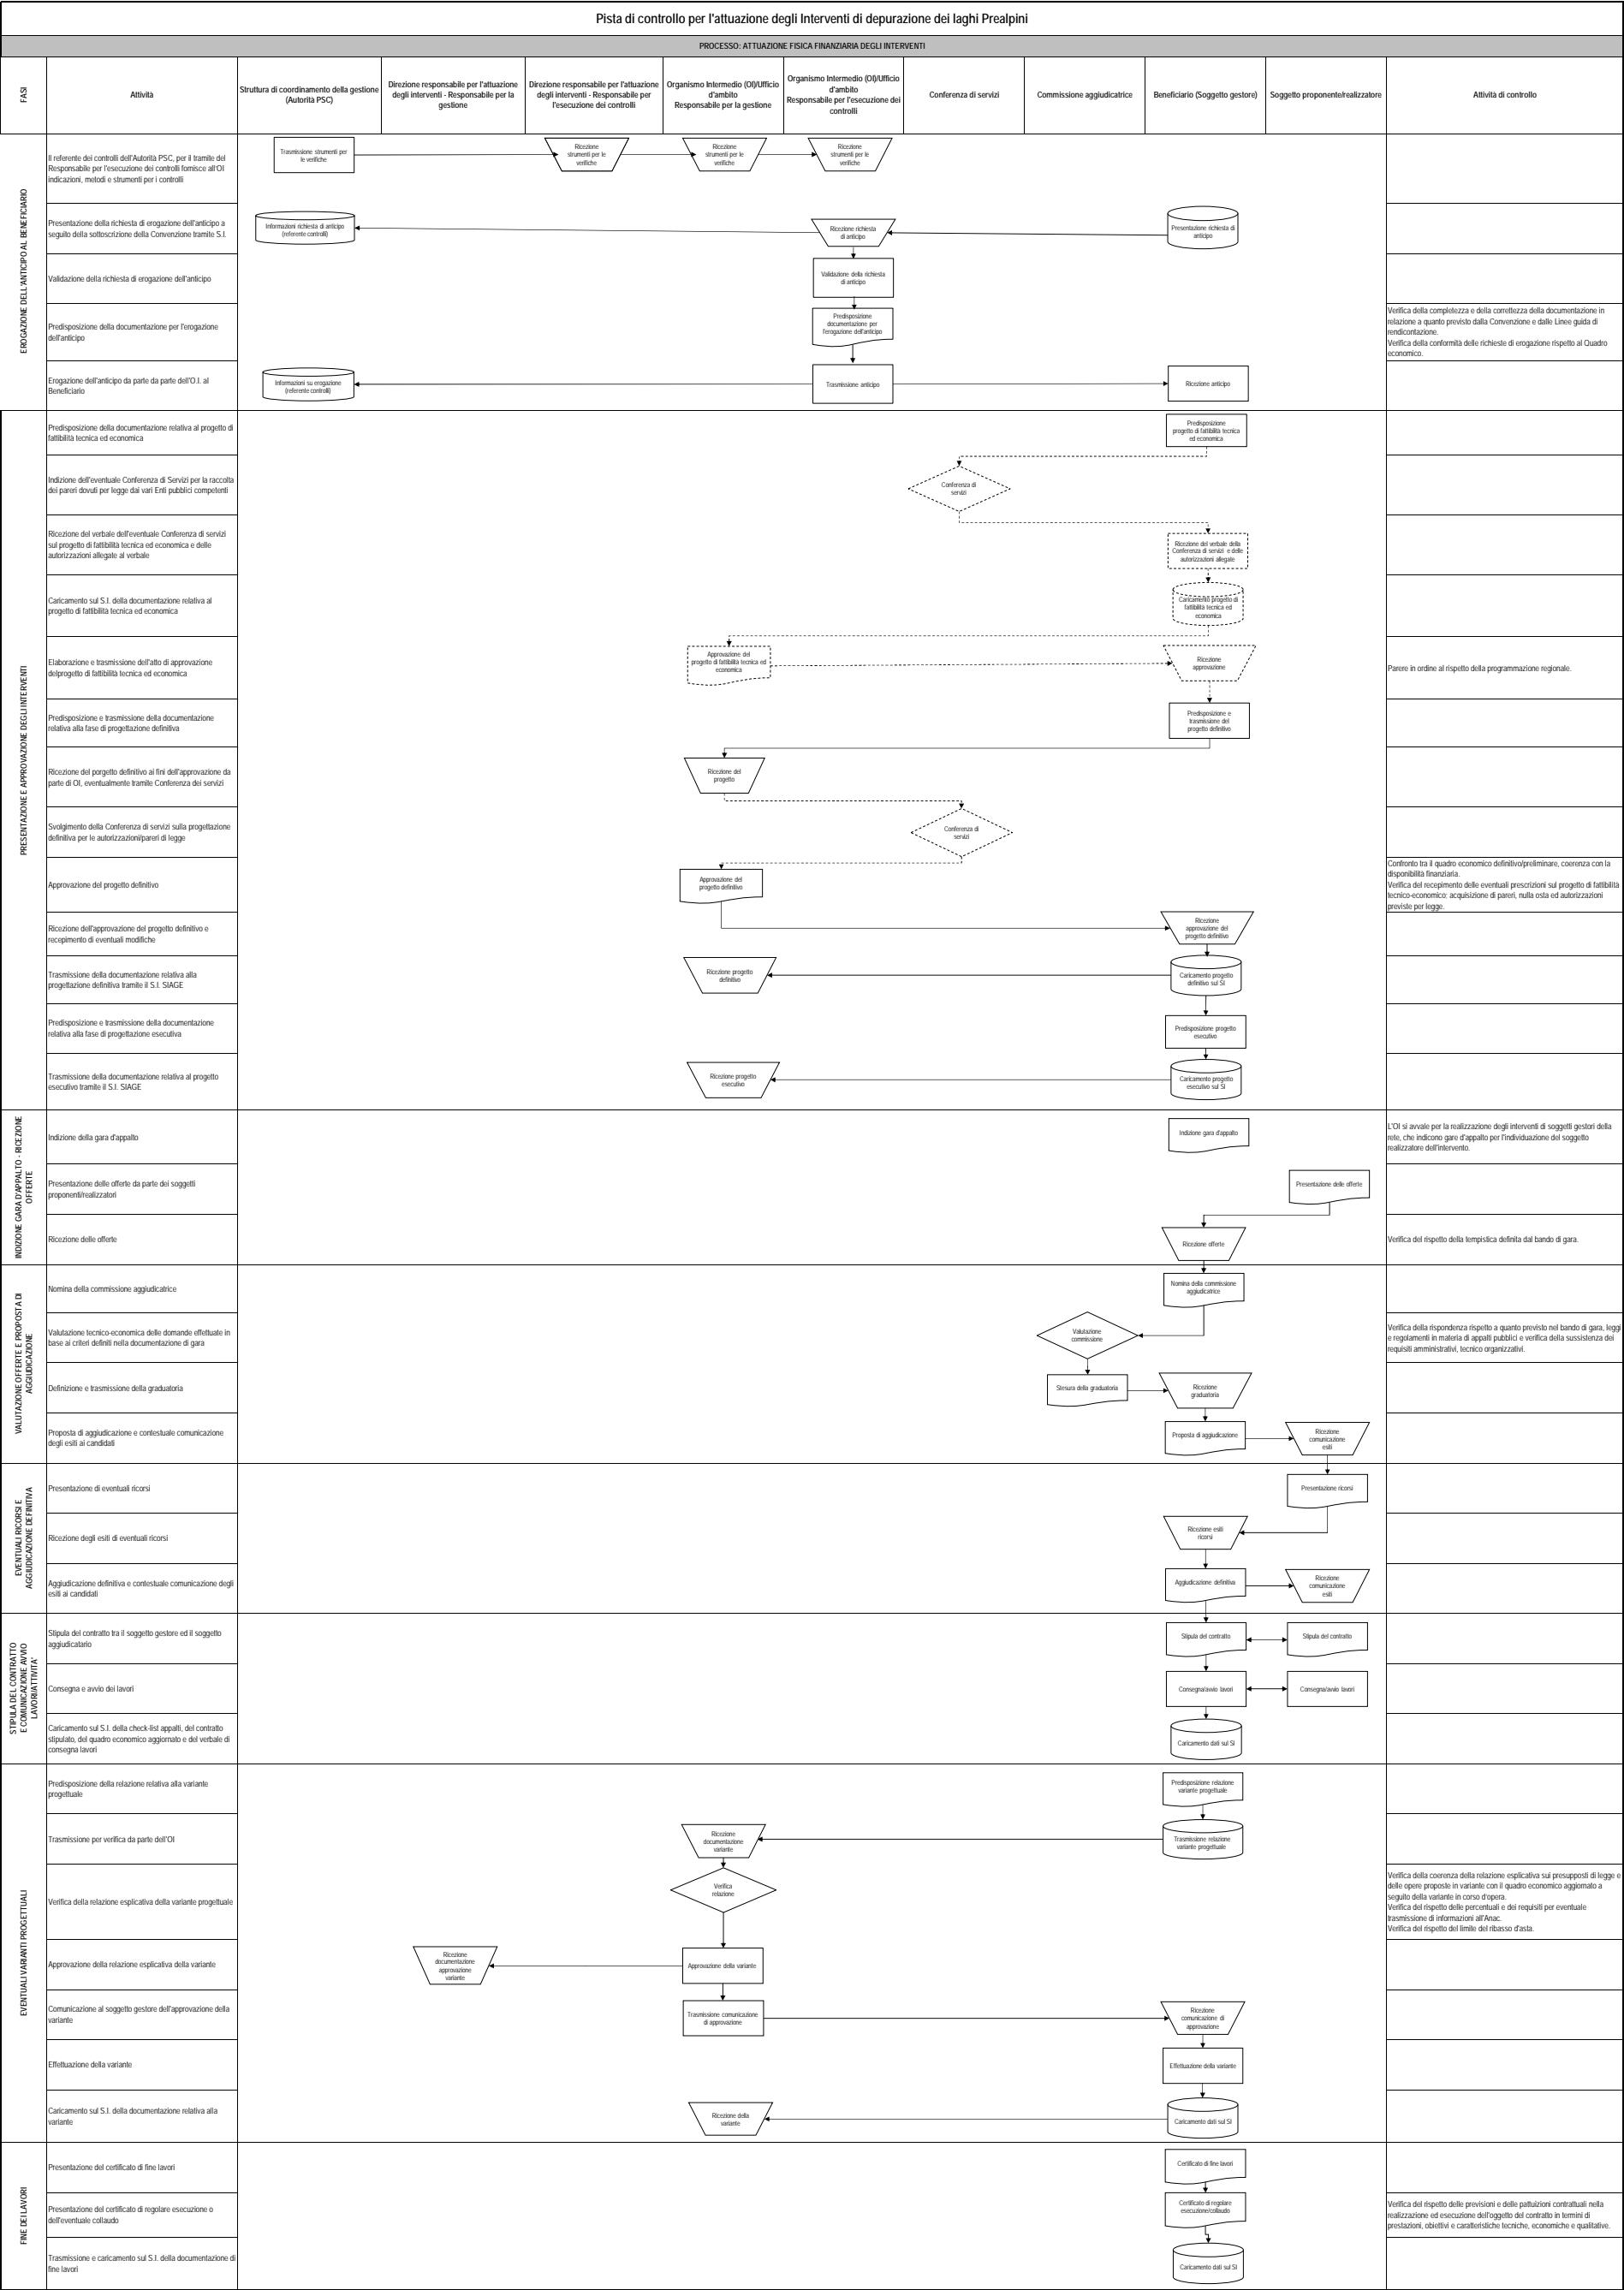 Pista di controllo per l'attuazione degli Interventi di depurazione dei laghi Prealpini
PROCESSO: ATTUAZIONE FISICA FINANZIARIA DEGLI INTERVENTI
FASI
Attività
Struttura di coordinamento della gestione
(Autorità PSC)
Direzione responsabile per l'attuazione
degli interventi - Responsabile per la
gestione
Direzione responsabile per l'attuazione
degli interventi - Responsabile per
l'esecuzione dei controlli
Organismo Intermedio (OI)/Ufficio
d'ambito
Responsabile per la gestione
Organismo Intermedio (OI)/Ufficio
d'ambito
Responsabile per l'esecuzione dei
controlli
Conferenza di servizi
Commissione aggiudicatrice
Beneficiario (Soggetto gestore)
Soggetto proponente/realizzatore
Attività di controllo
EROGAZIONE DELL'ANTICIPO AL BENEFICIARIO
Il referente dei controlli dell'Autorità PSC, per il tramite del
Responsabile per l'esecuzione dei controlli fornisce all'OI
indicazioni, metodi e strumenti per i controlli
Trasmissione strumenti per
le verifiche
Ricezione
strumenti per le
verifiche
Ricezione
strumenti per le
verifiche
Ricezione
strumenti per le
verifiche
Presentazione della richiesta di erogazione dell'anticipo a
seguito della sottoscrizione della Convenzione tramite S.I.
Informazioni richiesta di anticipo
(referente controlli)
Ricezione richiesta
di anticipo
Presentazione richiesta di
anticipo
Validazione della richiesta di erogazione dell'anticipo
Validazione della richiesta
di anticipo
Predisposizione della documentazione per l'erogazione
dell'anticipo
Predisposizione
documentazione per
l'erogazione dell'anticipo
Verifica della completezza e della correttezza della documentazione in
relazione a quanto previsto dalla Convenzione e dalle Linee guida di
rendicontazione.
Verifica della conformità delle richieste di erogazione rispetto al Quadro
economico.
Erogazione dell'anticipo da parte da parte dell'O.I. al
Beneficiario
Informazioni su erogazione
(referente controlli)
Trasmissione anticipo
Ricezione anticipo
PRESENTAZIONE E APPROVAZIONE DEGLI INTERVENTI
Predisposizione della documentazione relativa al progetto di
fattibilità tecnica ed economica
Predisposizione
progetto di fattibilità tecnica
ed economica
Indizione dell'eventuale Conferenza di Servizi per la raccolta
dei pareri dovuti per legge dai vari Enti pubblici competenti
Conferenza di
servizi
Ricezione del verbale dell'eventuale Conferenza di servizi
sul progetto di fattibilità tecnica ed economica e delle
autorizzazioni allegate al verbale
Ricezione del verbale della
Conferenza di servizi e delle
autorizzazioni allegate
Caricamento sul S.I. della documentazione relativa al
progetto di fattibilità tecnica ed economica
Caricamento progetto di
fattibilità tecnica ed
economica
Elaborazione e trasmissione dell'atto di approvazione
delprogetto di fattibilità tecnica ed economica
Approvazione del
progetto di fattibilità tecnica ed
economica
Ricezione
approvazione
Parere in ordine al rispetto della programmazione regionale.
Predisposizione e trasmissione della documentazione
relativa alla fase di progettazione definitiva
Predisposizione e
trasmissione del
progetto definitivo
Ricezione del porgetto definitivo ai fini dell'approvazione da
parte di OI, eventualmente tramite Conferenza dei servizi
Ricezione del
progetto
Svolgimento della Conferenza di servizi sulla progettazione
definitiva per le autorizzazioni/pareri di legge
Conferenza di
servizi
Approvazione del progetto definitivo
Approvazione del
progetto definitivo
Confronto tra il quadro economico definitivo/preliminare, coerenza con la
disponibilità finanziaria.
Verifica del recepimento delle eventuali prescrizioni sul progetto di fattibilità
tecnico-economico; acquisizione di pareri, nulla osta ed autorizzazioni
previste per legge.
Ricezione dell'approvazione del progetto definitivo e
recepimento di eventuali modifiche
Ricezione
approvazione del
progetto definitivo
Trasmissione della documentazione relativa alla
progettazione definitiva tramite il S.I. SIAGE
Ricezione progetto
definitivo
Caricamento progetto
definitivo sul SI
Predisposizione e trasmissione della documentazione
relativa alla fase di progettazione esecutiva
Predisposizione progetto
esecutivo
Trasmissione della documentazione relativa al progetto
esecutivo tramite il S.I. SIAGE
Ricezione progetto
esecutivo
Caricamento progetto
esecutivo sul SI
INDIZIONE GARA D'APPALTO - RICEZIONE
OFFERTE
Indizione della gara d'appalto
Indizione gara d'appalto
L'OI si avvale per la realizzazione degli interventi di soggetti gestori della
rete, che indicono gare d'appalto per l'individuazione del soggetto
realizzatore dell'intervento.
Presentazione delle offerte da parte dei soggetti
proponenti/realizzatori
Presentazione delle offerte
Ricezione delle offerte
Ricezione offerte
Verifica del rispetto della tempistica definita dal bando di gara.
VALUTAZIONE OFFERTE E PROPOSTA DI
AGGIUDICAZIONE
Nomina della commissione aggiudicatrice
Nomina della commissione
aggiudicatrice
Valutazione tecnico-economica delle domande effettuate in
base ai criteri definiti nella documentazione di gara
Valutazione
commissione
Verifica della rispondenza rispetto a quanto previsto nel bando di gara, leggi
e regolamenti in materia di appalti pubblici e verifica della sussistenza dei
requisiti amministrativi, tecnico organizzativi.
Definizione e trasmissione della graduatoria
Stesura della graduatoria
Ricezione
graduatoria
Proposta di aggiudicazione e contestuale comunicazione
degli esiti ai candidati
Proposta di aggiudicazione
Ricezione
comunicazione
esiti
EVENTUALI RICORSI E
AGGIUDICAZIONE DEFINITIVA
Presentazione di eventuali ricorsi
Presentazione ricorsi
Ricezione degli esiti di eventuali ricorsi
Ricezione esiti
ricorsi
Aggiudicazione definitiva e contestuale comunicazione degli
esiti ai candidati
Aggiudicazione definitiva
Ricezione
comunicazione
esiti
STIPULA DEL CONTRATTO
E COMUNICAZIONE AVVIO
LAVORI/ATTIVITA'
Stipula del contratto tra il soggetto gestore ed il soggetto
aggiudicatario
Stipula del contratto
Stipula del contratto
Consegna e avvio dei lavori
Consegna/avvio lavori
Consegna/avvio lavori
Caricamento sul S.I. della check-list appalti, del contratto
stipulato, del quadro economico aggiornato e del verbale di
consegna lavori
Caricamento dati sul SI
EVENTUALI VARIANTI PROGETTUALI
Predisposizione della relazione relativa alla variante
progettuale
Predisposizione relazione
variante progettuale
Trasmissione per verifica da parte dell'OI
Ricezione
documentazione
variante
Trasmissione relazione
variante progettuale
Verifica della relazione esplicativa della variante progettuale
Verifica
relazione
Verifica della coerenza della relazione esplicativa sui presupposti di legge e
delle opere proposte in variante con il quadro economico aggiornato a
seguito della variante in corso d'opera.
Verifica del rispetto delle percentuali e dei requisiti per eventuale
trasmissione di informazioni all'Anac.
Verifica del rispetto del limite del ribasso d'asta.
Approvazione della relazione esplicativa della variante
Ricezione
documentazione
approvazione
variante
Approvazione della variante
Comunicazione al soggetto gestore dell'approvazione della
variante
Trasmissione comunicazione
di approvazione
Ricezione
comunicazione di
approvazione
Effettuazione della variante
Effettuazione della variante
Caricamento sul S.I. della documentazione relativa alla
variante
Ricezione della
variante
Caricamento dati sul SI
FINE DEI LAVORI
Presentazione del certificato di fine lavori
Certificato di fine lavori
Presentazione del certificato di regolare esecuzione o
dell'eventuale collaudo
Certificato di regolare
esecuzione/collaudo
Verifica del rispetto delle previsioni e delle pattuizioni contrattuali nella
realizzazione ed esecuzione dell'oggetto del contratto in termini di
prestazioni, obiettivi e caratteristiche tecniche, economiche e qualitative.
Trasmissione e caricamento sul S.I. della documentazione di
fine lavori
Caricamento dati sul SI